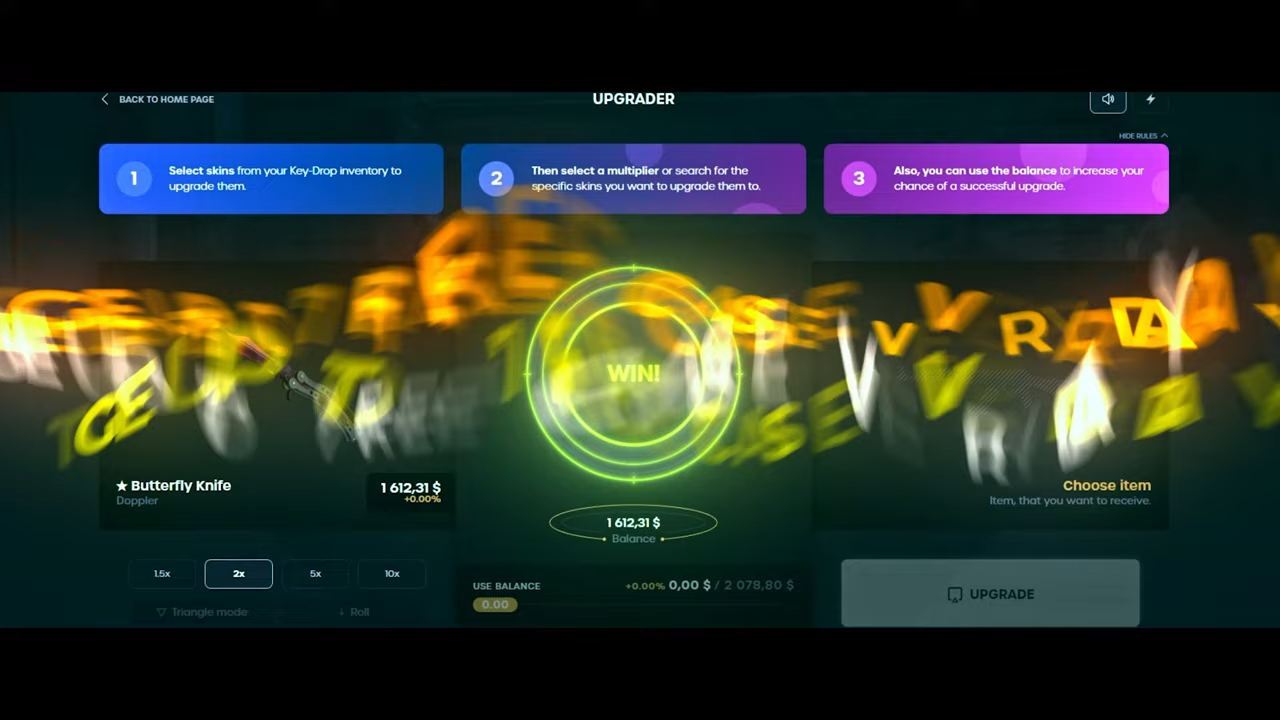 BACK TO HOME PAGE
UPGRADER
HIDE RULES
1
Select skins from your Key-Drop inventory to
upgrade them.
2
Then select a multiplier or search for the
specific skins you want to upgrade them to.
3
Also, you can use the balance to increase your
chance of a successful upgrade.
WIN!
★ Butterfly Knife
Doppler
1 612,31 $
+0.00%
Choose item
Item, that you want to receive.
1 612,31 $
Balance
1.5x
2x
5x
10x
USE BALANCE
+0.00% 0,00 $ / 2 078,80 $
0.00
UPGRADE
Triangle mode
Roll